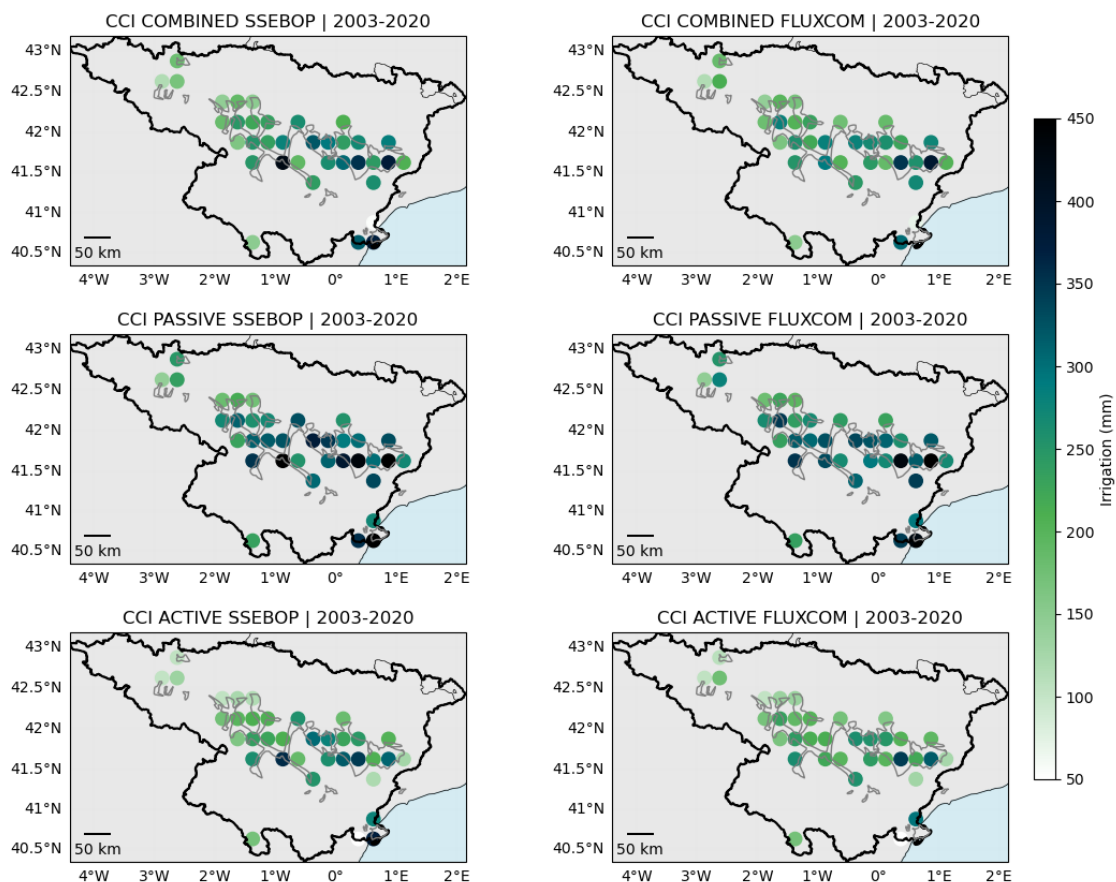 CCI COMBINED SSEBOP | 2003-2020
CCI COMBINED FLUXCOM | 2003-2020
43°N
42.5°N
42°N
41.5°N
41°N
40.5°N
50 km
4°W 3°W 2°W 1°W 0° 1°E 2°E
43°N
42.5°N
42°N
41.5°N
41°N
40.5°N
50 km
4°W 3°W 2°W 1°W 0° 1°E 2°E
CCI PASSIVE SSEBOP | 2003-2020
CCI PASSIVE FLUXCOM | 2003-2020
43°N
42.5°N
42°N
41.5°N
41°N
40.5°N
50 km
4°W 3°W 2°W 1°W 0° 1°E 2°E
43°N
42.5°N
42°N
41.5°N
41°N
40.5°N
50 km
4°W 3°W 2°W 1°W 0° 1°E 2°E
CCI ACTIVE SSEBOP | 2003-2020
CCI ACTIVE FLUXCOM | 2003-2020
43°N
42.5°N
42°N
41.5°N
41°N
40.5°N
50 km
4°W 3°W 2°W 1°W 0° 1°E 2°E
43°N
42.5°N
42°N
41.5°N
41°N
40.5°N
50 km
4°W 3°W 2°W 1°W 0° 1°E 2°E
450
400
350
300
250
200
150
100
50
Irrigation (mm)